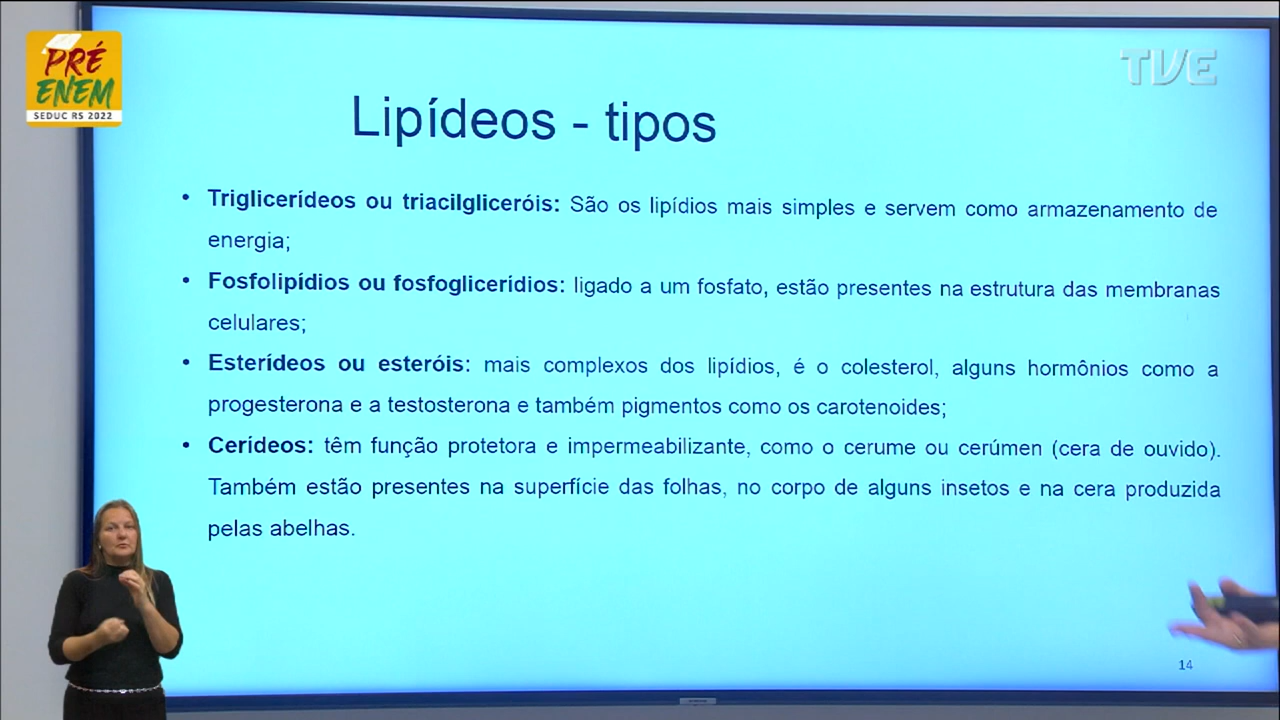 PRÉ
ENEM
SEDUC RS 2022
TVE
Lipídeos - tipos
• Triglicerídeos ou triacilgliceróis: São os lipídios mais simples e servem como armazenamento de
energia;
• Fosfolipídios ou fosfoglicerídios: ligado a um fosfato, estão presentes na estrutura das membranas
celulares;
• Esterídeos ou esteróis: mais complexos dos lipídios, é o colesterol, alguns hormônios como a
progesterona e a testosterona e também pigmentos como os carotenoides;
• Cerídeos: têm função protetora e impermeabilizante, como o cerume ou cerúmen (cera de ouvido).
Também estão presentes na superfície das folhas, no corpo de alguns insetos e na cera produzida
pelas abelhas.
14